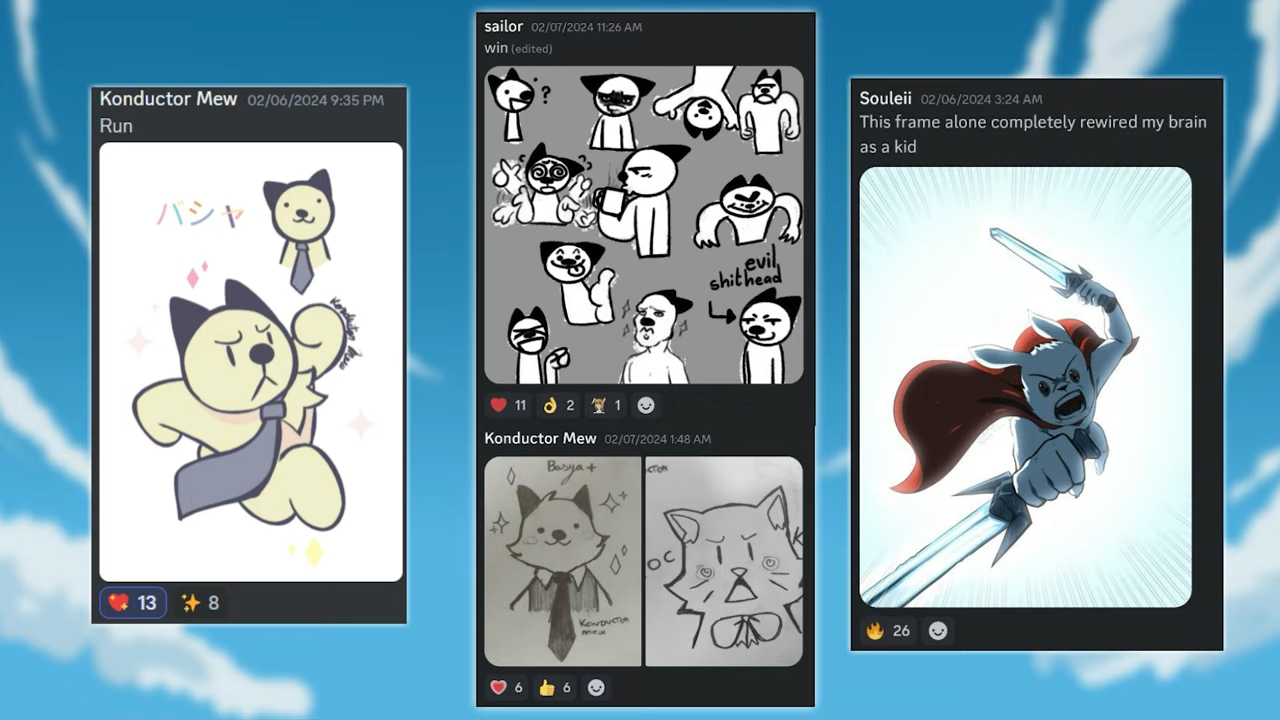 Konductor Mew 02/06/2024 9:35 PM
Run
バシャ
Konductor Mew
13 8
sailor 02/07/2024 11:26 AM
win (edited)
? ?
evil
shithead
11 2 1
Konductor Mew 02/07/2024 1:48 AM
Basya
OC
KONDUCTOR
6 6
Souleii 02/06/2024 3:24 AM
This frame alone completely rewired my brain
as a kid
26